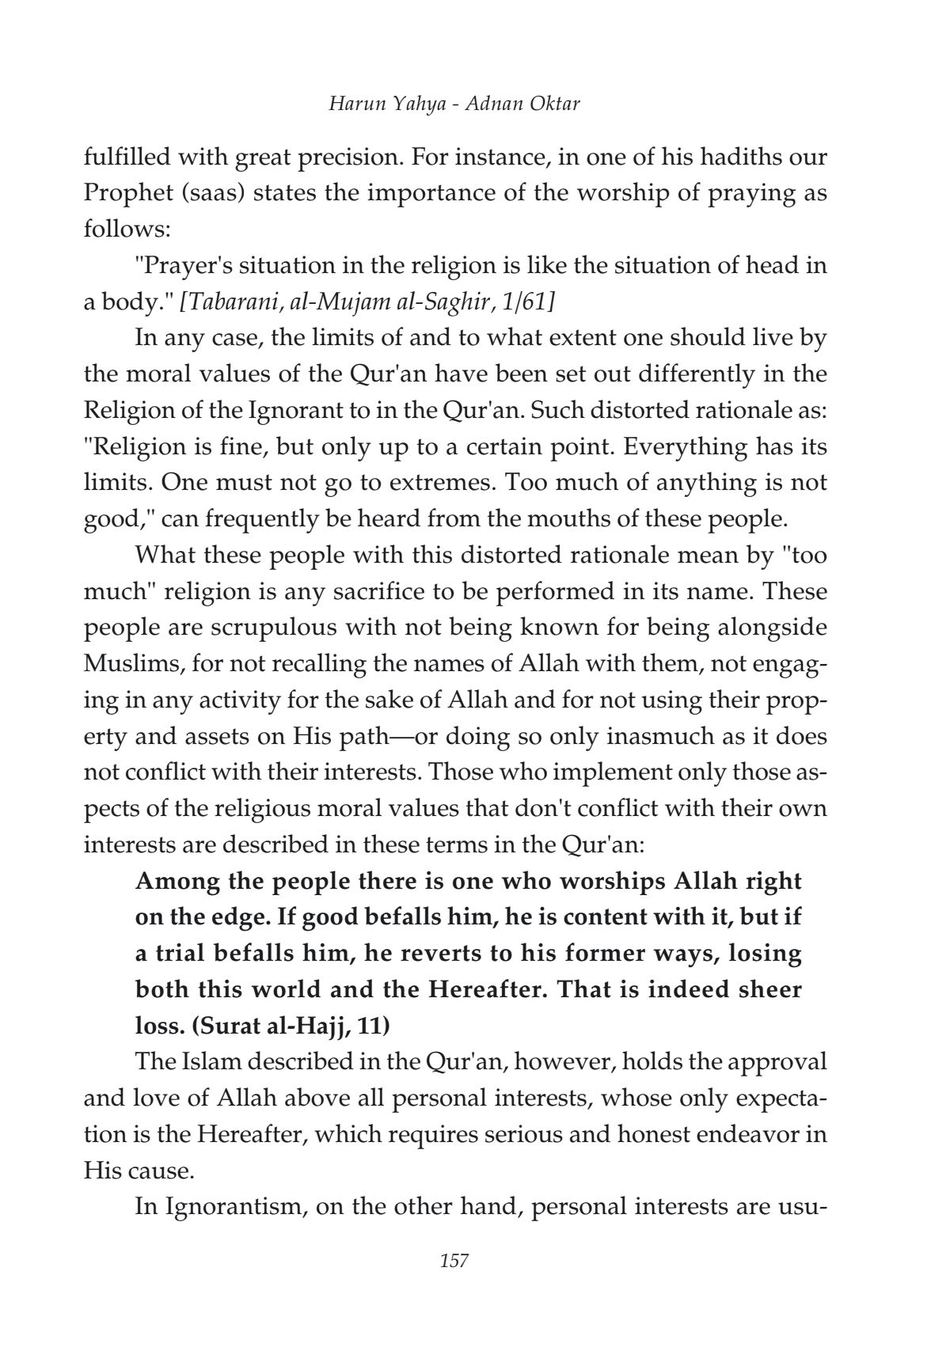 Harun Yahya - Adnan Oktar
fulfilled with great precision. For instance, in one of his hadiths our
Prophet (saas) states the importance of the worship of praying as
follows:
"Prayer's situation in the religion is like the situation of head in
a body." [Tabarani, al-Mujam al-Saghir, 1/61]
In any case, the limits of and to what extent one should live by
the moral values of the Qur'an have been set out differently in the
Religion of the Ignorant to in the Qur'an. Such distorted rationale as:
"Religion is fine, but only up to a certain point. Everything has its
limits. One must not go to extremes. Too much of anything is not
good," can frequently be heard from the mouths of these people.
What these people with this distorted rationale mean by "too
much" religion is any sacrifice to be performed in its name. These
people are scrupulous with not being known for being alongside
Muslims, for not recalling the names of Allah with them, not engag-
ing in any activity for the sake of Allah and for not using their prop-
erty and assets on His path—or doing so only inasmuch as it does
not conflict with their interests. Those who implement only those as-
pects of the religious moral values that don't conflict with their own
interests are described in these terms in the Qur'an:
Among the people there is one who worships Allah right
on the edge. If good befalls him, he is content with it, but if
a trial befalls him, he reverts to his former ways, losing
both this world and the Hereafter. That is indeed sheer
loss. (Surat al-Hajj, 11)
The Islam described in the Qur'an, however, holds the approval
and love of Allah above all personal interests, whose only expecta-
tion is the Hereafter, which requires serious and honest endeavor in
His cause.
In Ignorantism, on the other hand, personal interests are usu-
157